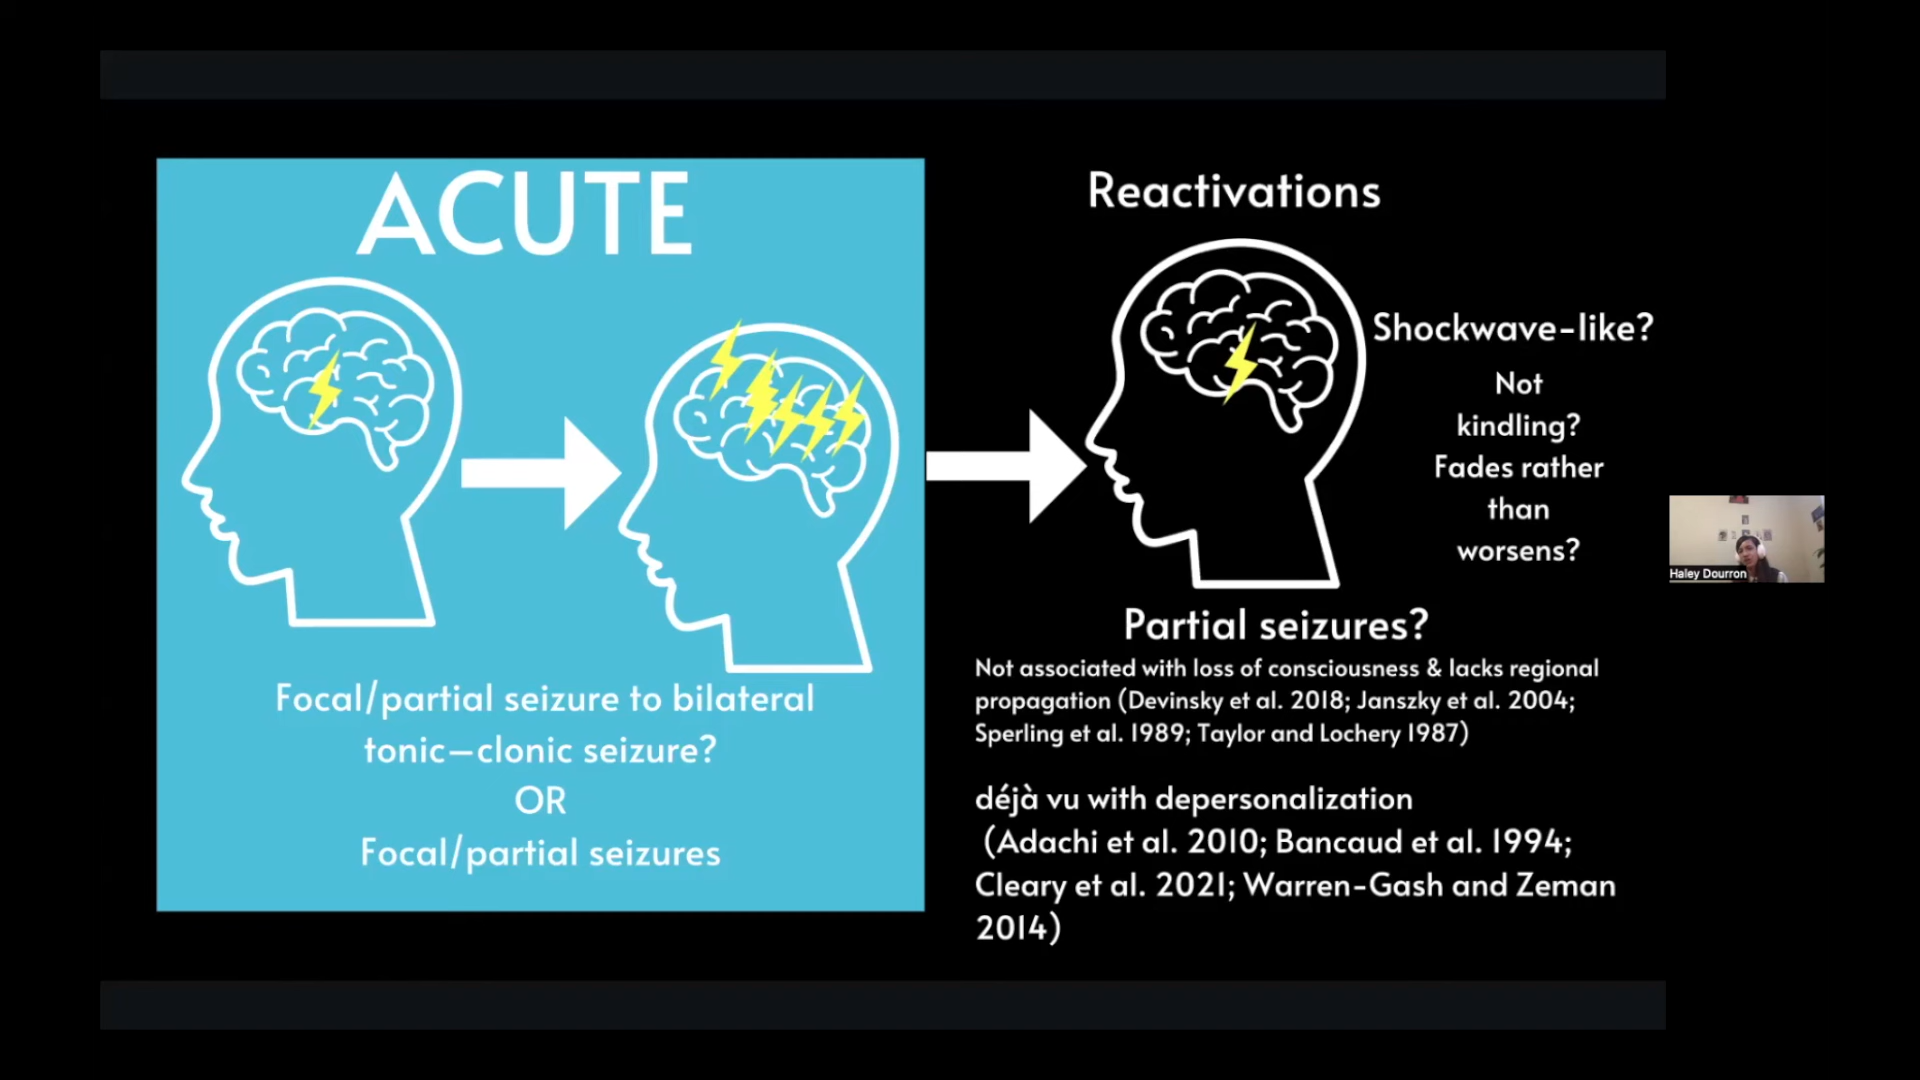 ACUTE
Focal/partial seizure to bilateral
tonic–clonic seizure?
OR
Focal/partial seizures
Reactivations
Shockwave-like?
Not
kindling?
Fades rather
than
worsens?
Partial seizures?
Not associated with loss of consciousness & lacks regional
propagation (Devinsky et al. 2018; Janszky et al. 2004;
Sperling et al. 1989; Taylor and Lochery 1987)
déjà vu with depersonalization
(Adachi et al. 2010; Bancaud et al. 1994;
Cleary et al. 2021; Warren-Gash and Zeman
2014)
Haley Dourron